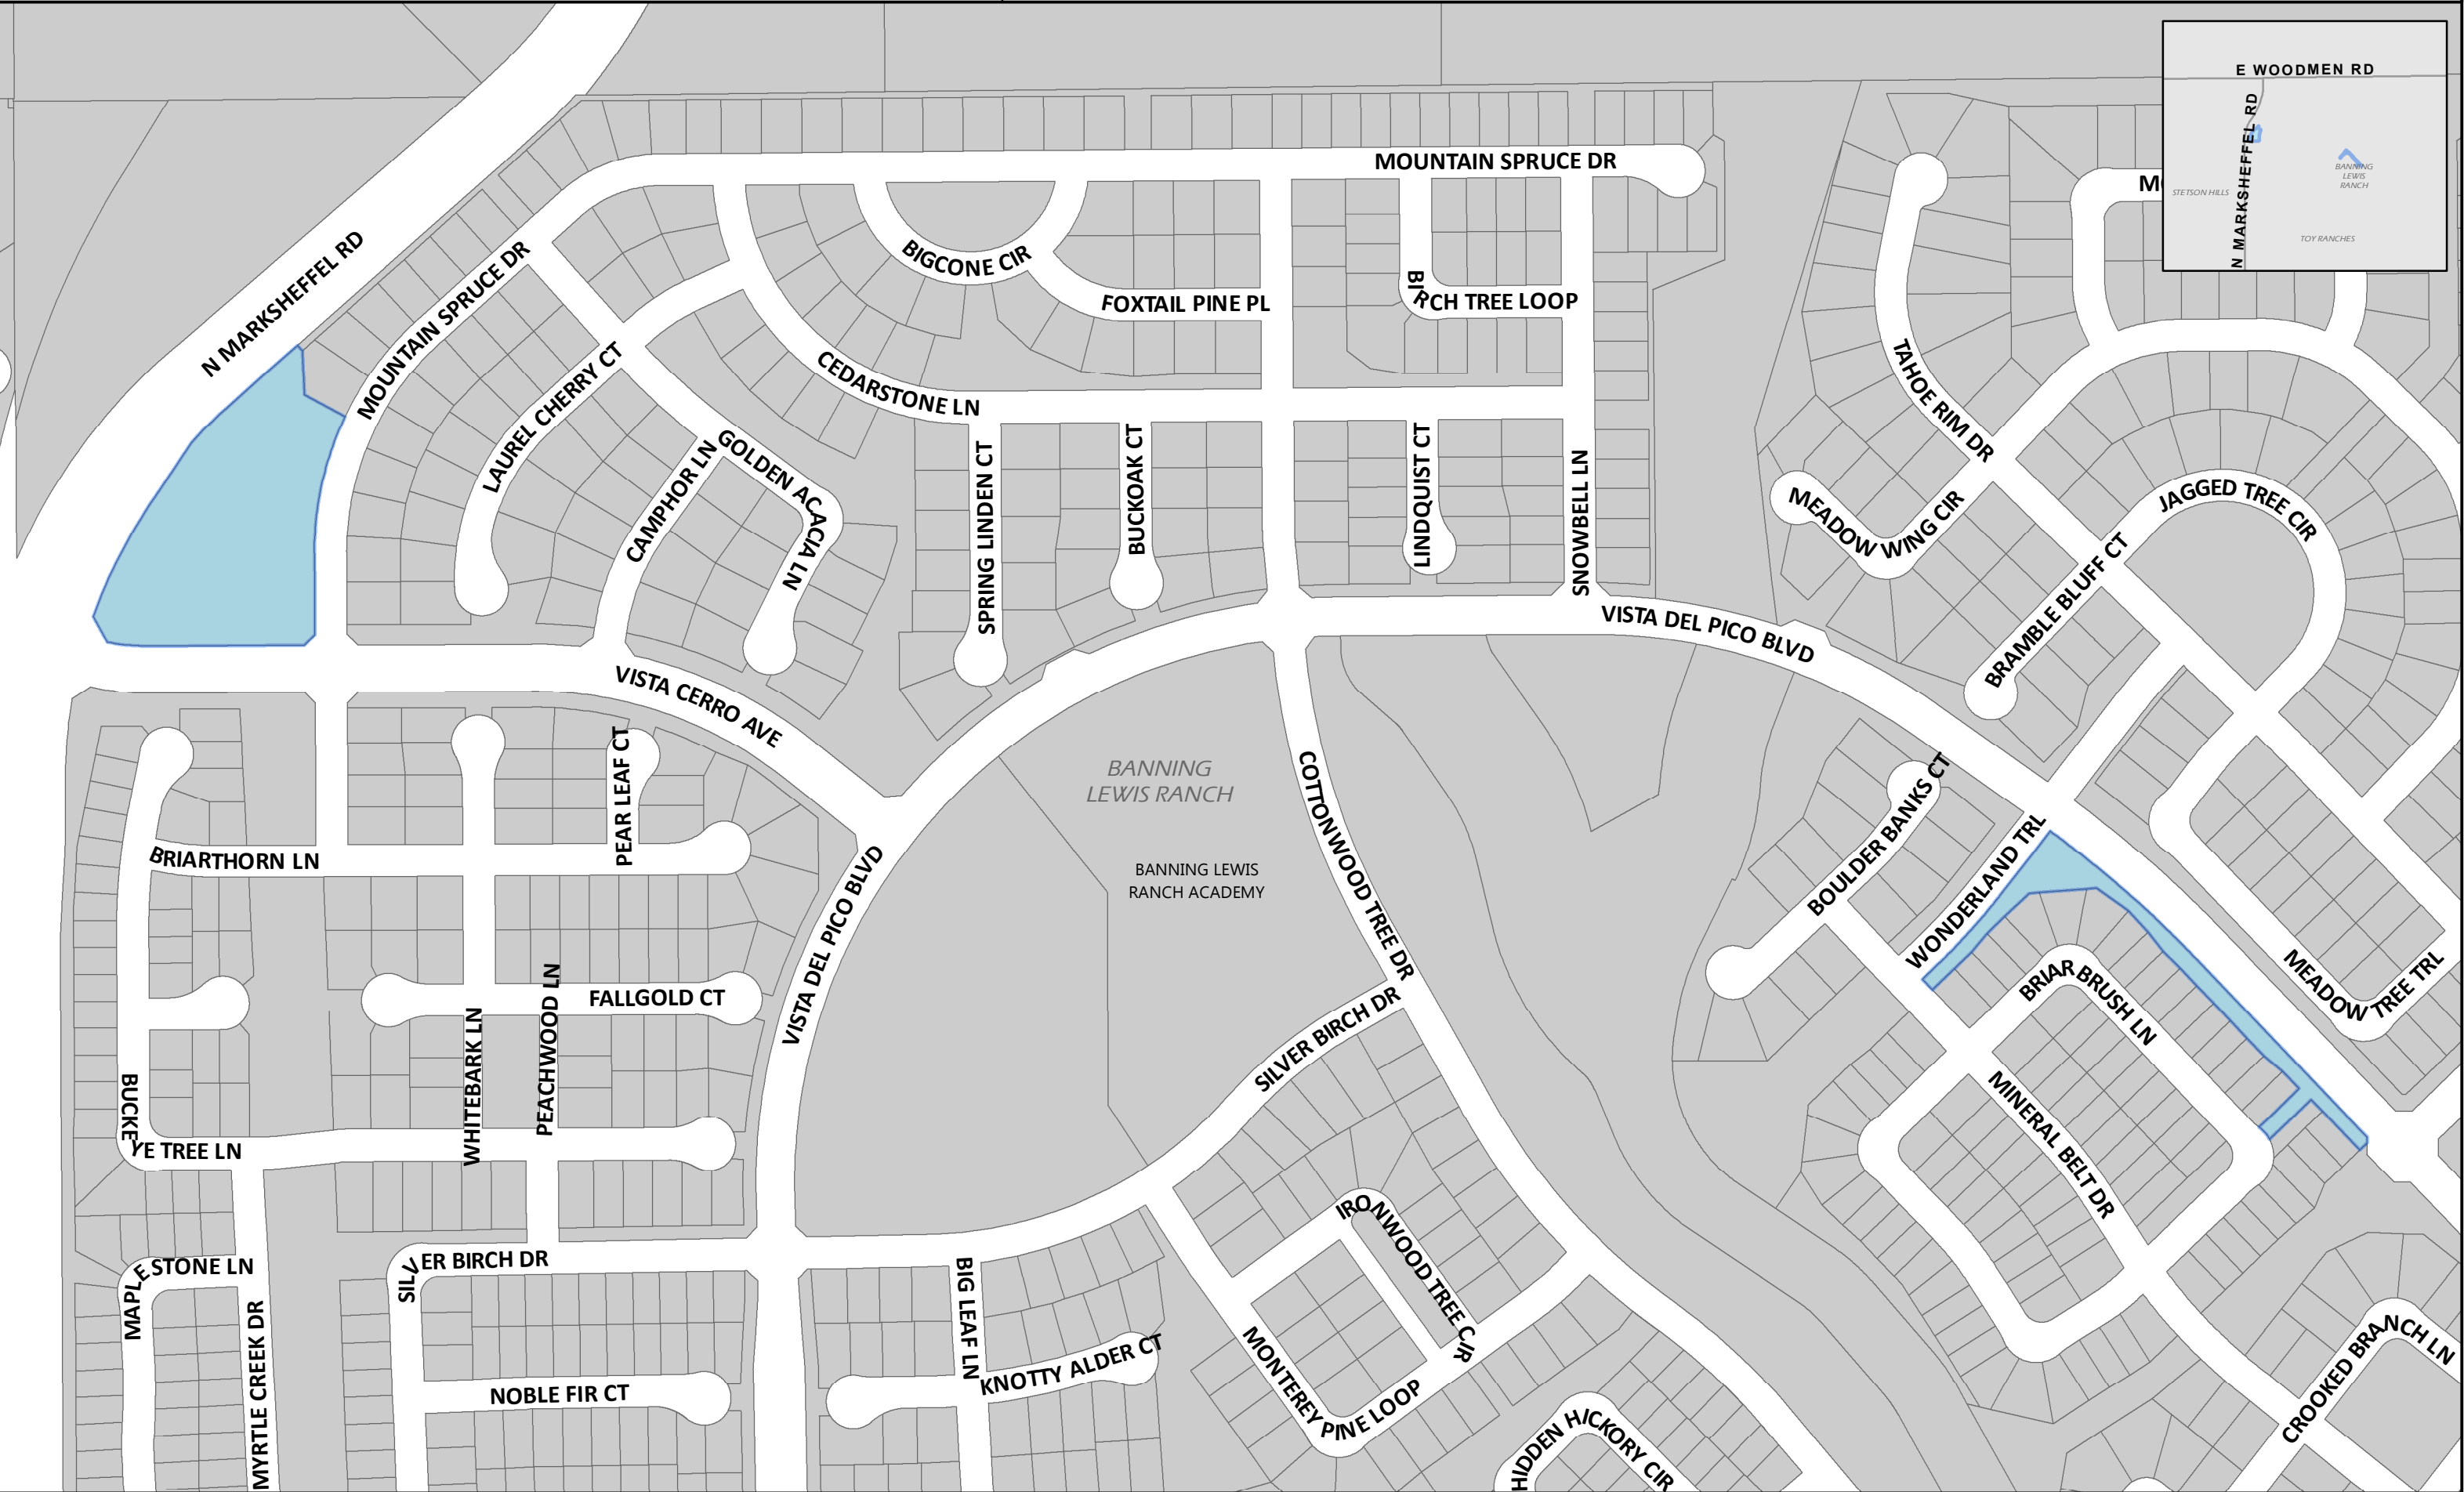 E WOODMEN RD
N MARKSHEFFEL RD
BANNING
LEWIS
RANCH
STETSON HILLS
TOY RANCHES
MOUNTAIN SPRUCE DR
N MARKSHEFFEL RD
MOUNTAIN SPRUCE DR
BIGCONE CIR
FOXTAIL PINE PL
BIRCH TREE LOOP
CEDARSTONE LN
LAUREL CHERRY CT
GOLDEN ACACIA LN
CAMPHOR LN
SPRING LINDEN CT
BUCKOAK CT
LINDQUIST CT
SNOWBELL LN
TAHOE RIM DR
MEADOW WING CIR
JAGGED TREE CIR
BRAMBLE BLUFF CT
VISTA DEL PICO BLVD
VISTA CERRO AVE
PEAR LEAF CT
BRIARTHORN LN
BANNING
LEWIS RANCH
BANNING LEWIS
RANCH ACADEMY
COTTONWOOD TREE DR
BOULDER BANKS CT
WONDERLAND TRL
VISTA DEL PICO BLVD
FALLGOLD CT
PEACHWOOD LN
WHITEBARK LN
BUCKEYE TREE LN
SILVER BIRCH DR
BRIAR BRUSH LN
MEADOW TREE TRL
MINERAL BELT DR
MAPLESTONE LN
SILVER BIRCH DR
MYRTLE CREEK DR
NOBLE FIR CT
BIG LEAF LN
KNOTTY ALDER CT
IRONWOOD TREE CIR
MONTEREY PINE LOOP
HIDDEN HICKORY CIR
CROOKED BRANCH LN